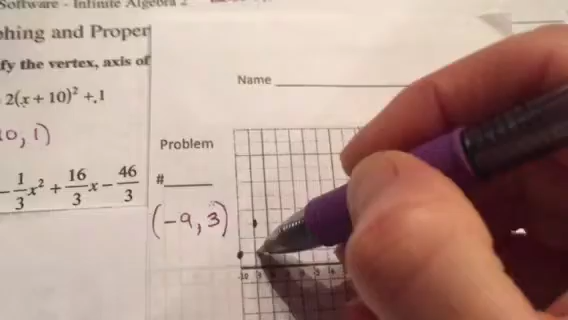 Software - Infinite Algebra 2
phing and Proper
fy the vertex, axis of
Name
2(x + 10)² + 1
0, 1)
Problem
#
-1/3x² + 16/3x - 46/3
(-9, 3)
-10